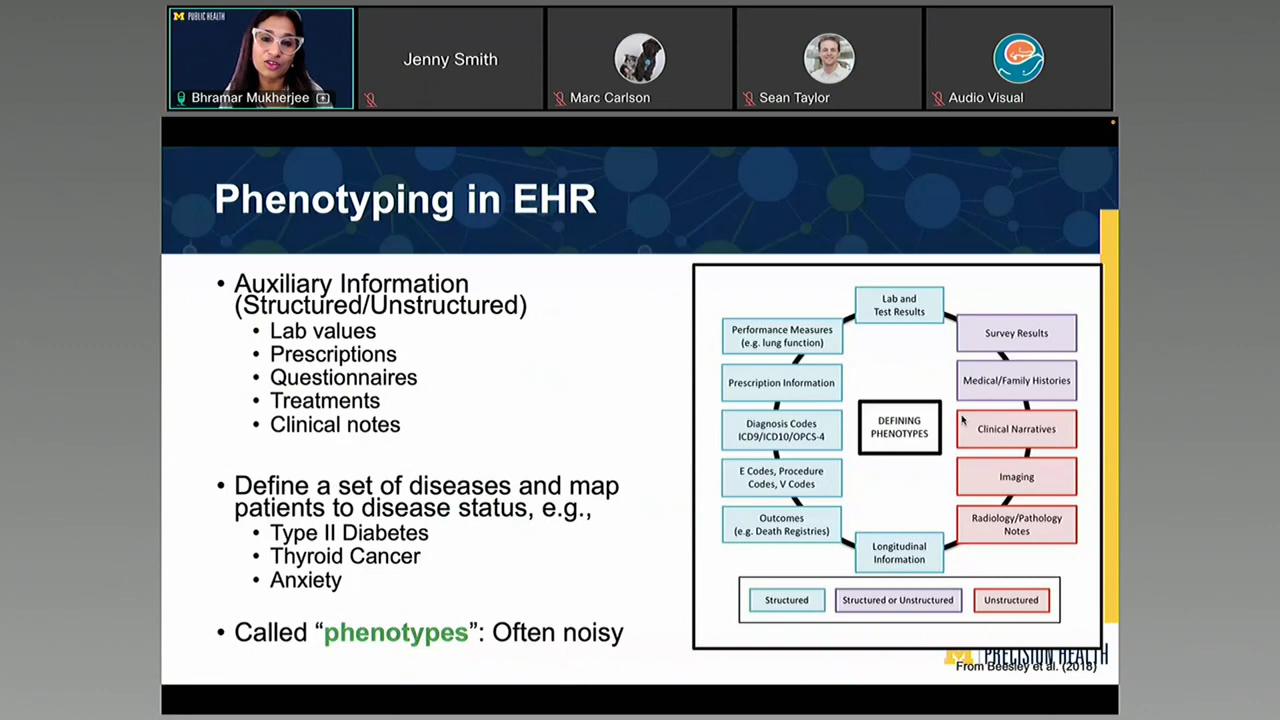 M PUBLIC HEALTH
Bhramar Mukherjee
Jenny Smith
Marc Carlson
Sean Taylor
Audio Visual
Phenotyping in EHR
• Auxiliary Information
(Structured/Unstructured)
• Lab values
• Prescriptions
• Questionnaires
• Treatments
• Clinical notes
• Define a set of diseases and map
patients to disease status, e.g.,
• Type II Diabetes
• Thyroid Cancer
• Anxiety
• Called “phenotypes”: Often noisy
Lab and
Test Results
Performance Measures
(e.g. lung function)
Survey Results
Prescription Information
Medical/Family Histories
Diagnosis Codes
ICD9/ICD10/OPCS-4
DEFINING
PHENOTYPES
Clinical Narratives
E Codes, Procedure
Codes, V Codes
Imaging
Outcomes
(e.g. Death Registries)
Radiology/Pathology
Notes
Longitudinal
Information
Structured
Structured or Unstructured
Unstructured
M PRECISION HEALTH
From Beesley et al. (2018)